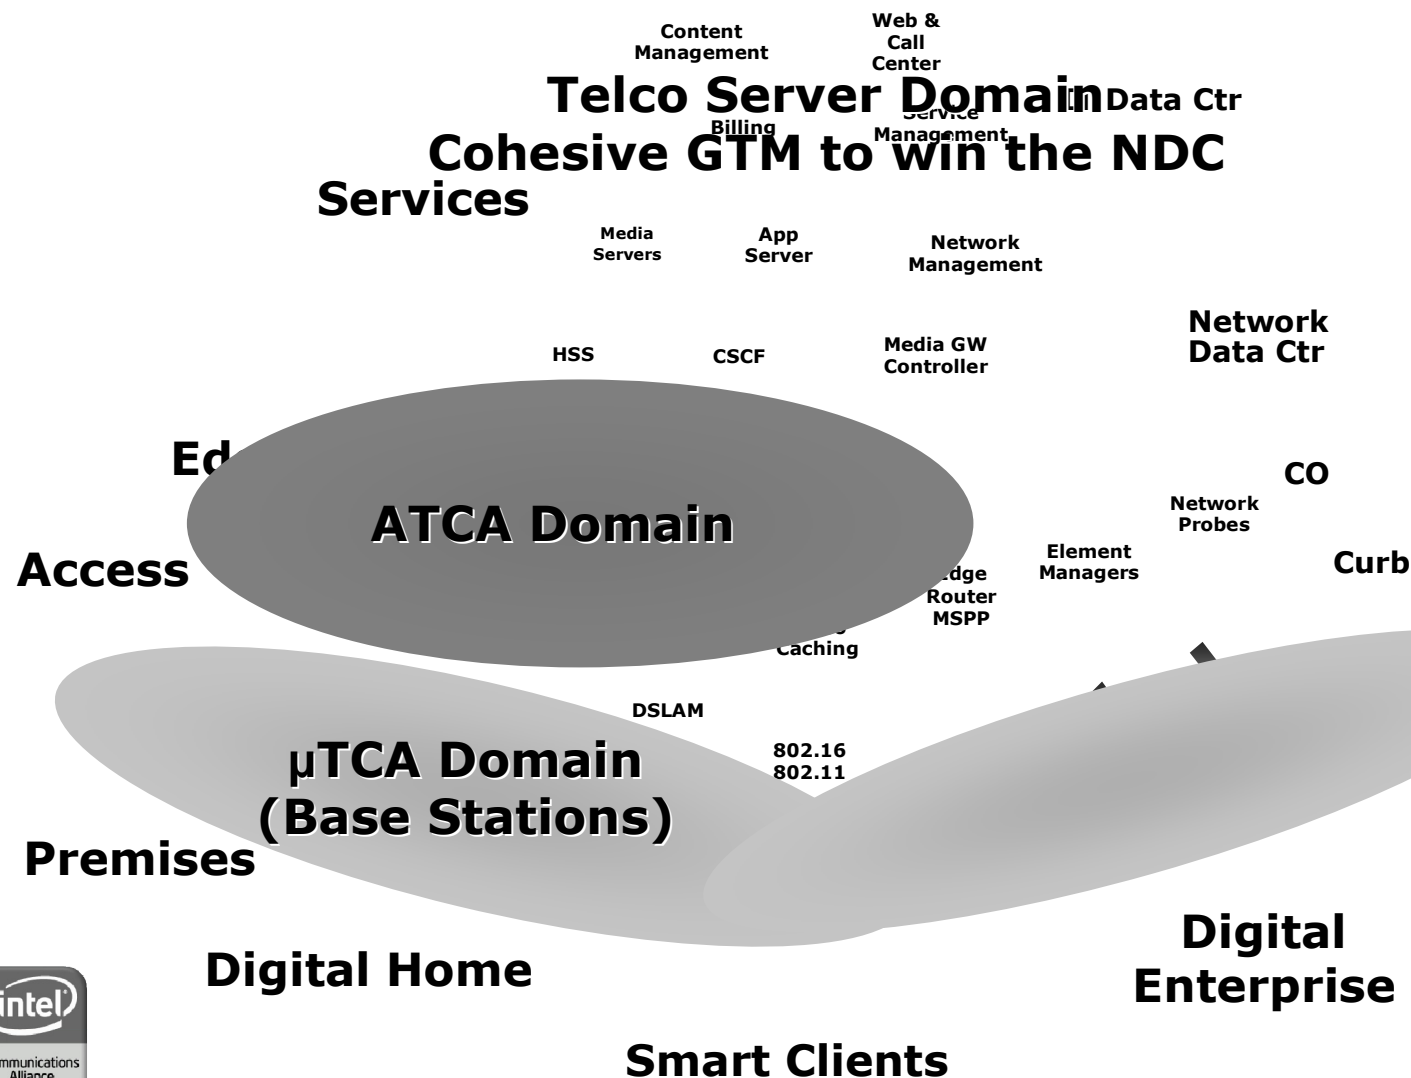 Content
Management
Web &
Call
Center
Telco Server Domain
Data Ctr
Billing
Service
Management
Cohesive GTM to win the NDC
Services
Media
Servers
App
Server
Network
Management
Network
Data Ctr
HSS
CSCF
Media GW
Controller
CO
Network
Probes
ATCA Domain
Element
Managers
Curb
Access
Router
MSPP
Caching
DSLAM
µTCA Domain
(Base Stations)
802.16
802.11
Premises
Digital Home
Digital
Enterprise
Smart Clients
intel
Alliance